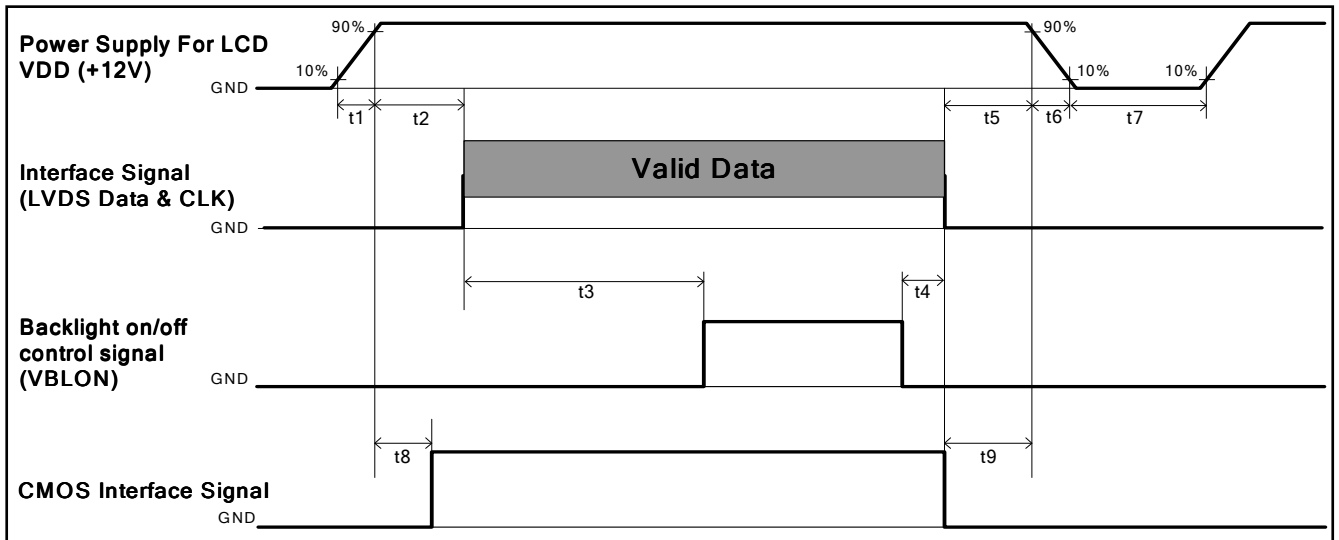 Power Supply For LCD
VDD (+12V)
90%
10%
GND
90%
10%
10%
t1
t2
t5
t6
t7
Interface Signal
(LVDS Data & CLK)
Valid Data
GND
t3
t4
Backlight on/off
control signal
(VBLON)
GND
t8
t9
CMOS Interface Signal
GND